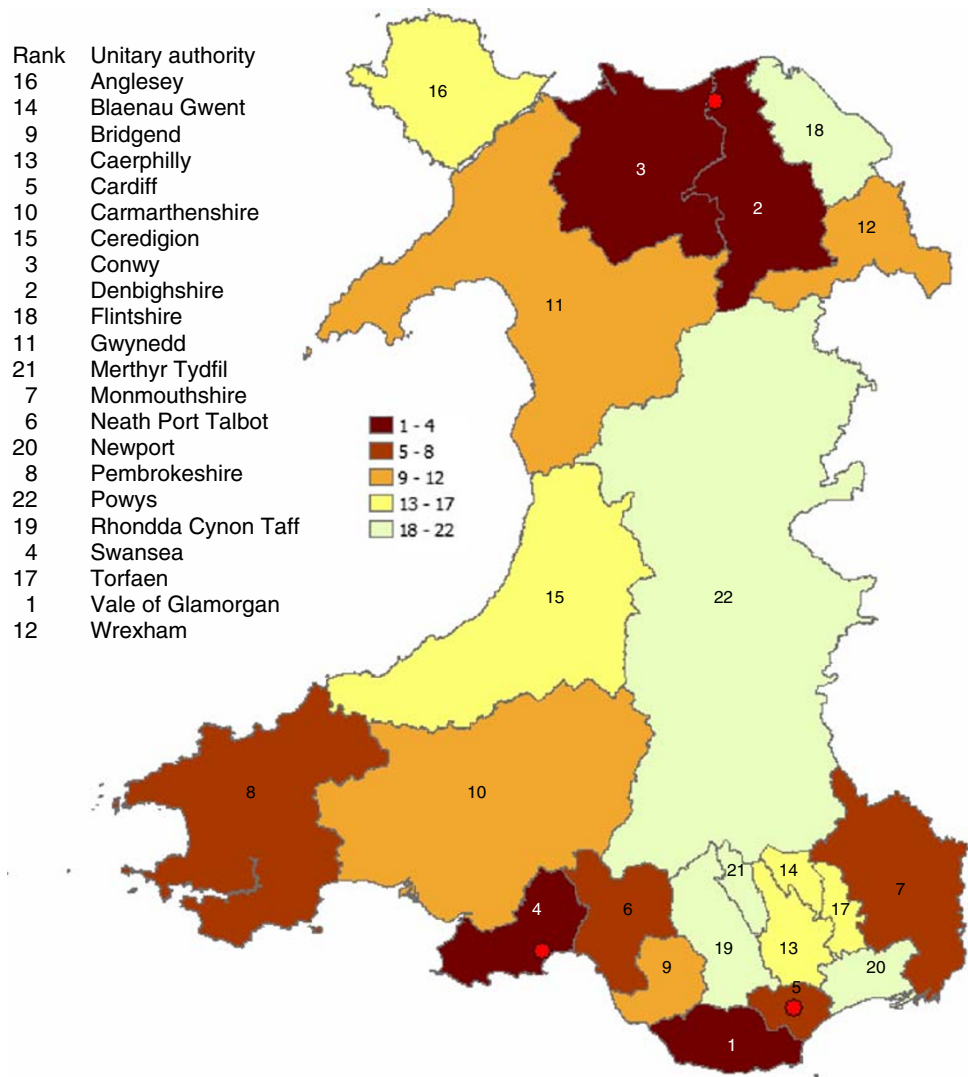 Rank Unitary authority
16 Anglesey
14 Blaenau Gwent
9 Bridgend
13 Caerphilly
5 Cardiff
10 Carmarthenshire
15 Ceredigion
3 Conwy
2 Denbighshire
18 Flintshire
11 Gwynedd
21 Merthyr Tydfil
7 Monmouthshire
6 Neath Port Talbot
20 Newport
8 Pembrokeshire
22 Powys
19 Rhondda Cynon Taff
4 Swansea
17 Torfaen
1 Vale of Glamorgan
12 Wrexham
1 - 4
5 - 8
9 - 12
13 - 17
18 - 22
16
18
3
2
12
11
15
22
8
10
21
14
7
4
6
17
19
13
9
20
5
1